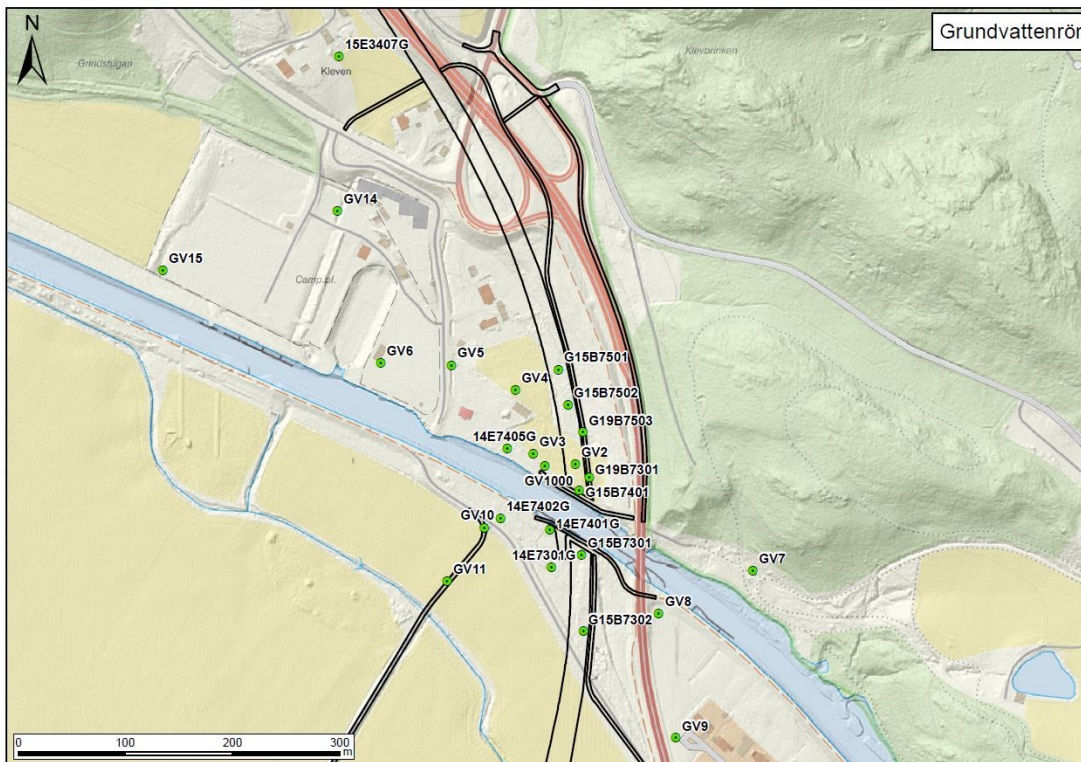 N
Grundvattenrör
Grindstugan
15E3407G
Kleven
Klevbrinken
GV14
GV15
Camp.pl.
GV6
GV5
G15B7501
GV4
G15B7502
G19B7503
14E7405G
GV3
GV2
G19B7301
GV1000
G15B7401
14E7402G
GV10
14E7401G
G15B7301
14E7301G
GV7
GV11
GV8
G15B7302
GV9
0 100 200 300
m